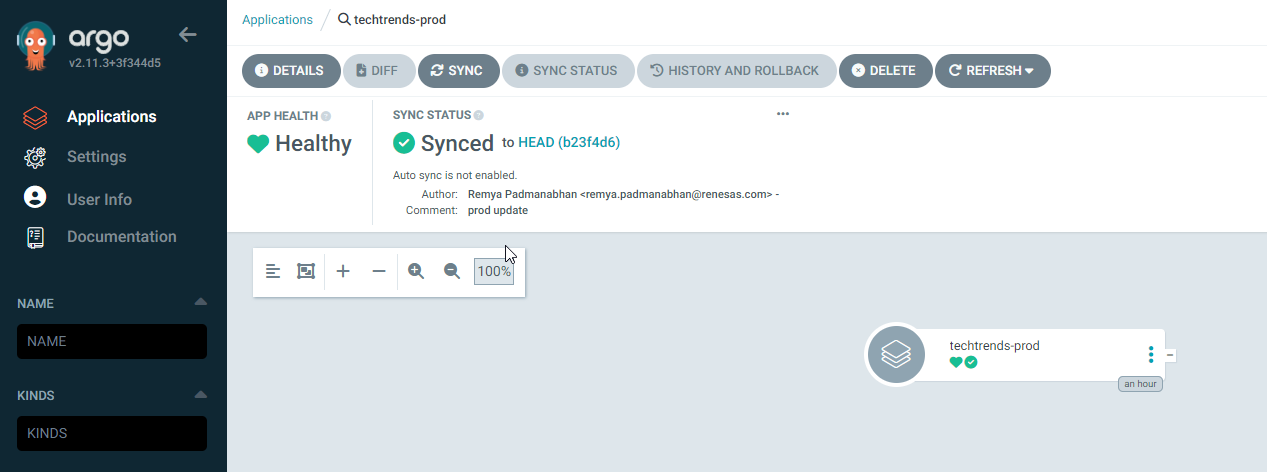 argo
v2.11.3+3f344d5
Applications
Settings
User Info
Documentation
NAME
NAME
KINDS
KINDS
Applications / techtrends-prod
DETAILS DIFF SYNC SYNC STATUS HISTORY AND ROLLBACK DELETE REFRESH
APP HEALTH
Healthy
SYNC STATUS
Synced to HEAD (b23f4d6)
Auto sync is not enabled.
Author: Remya Padmanabhan <remya.padmanabhan@renesas.com> -
Comment: prod update
100%
techtrends-prod
an hour